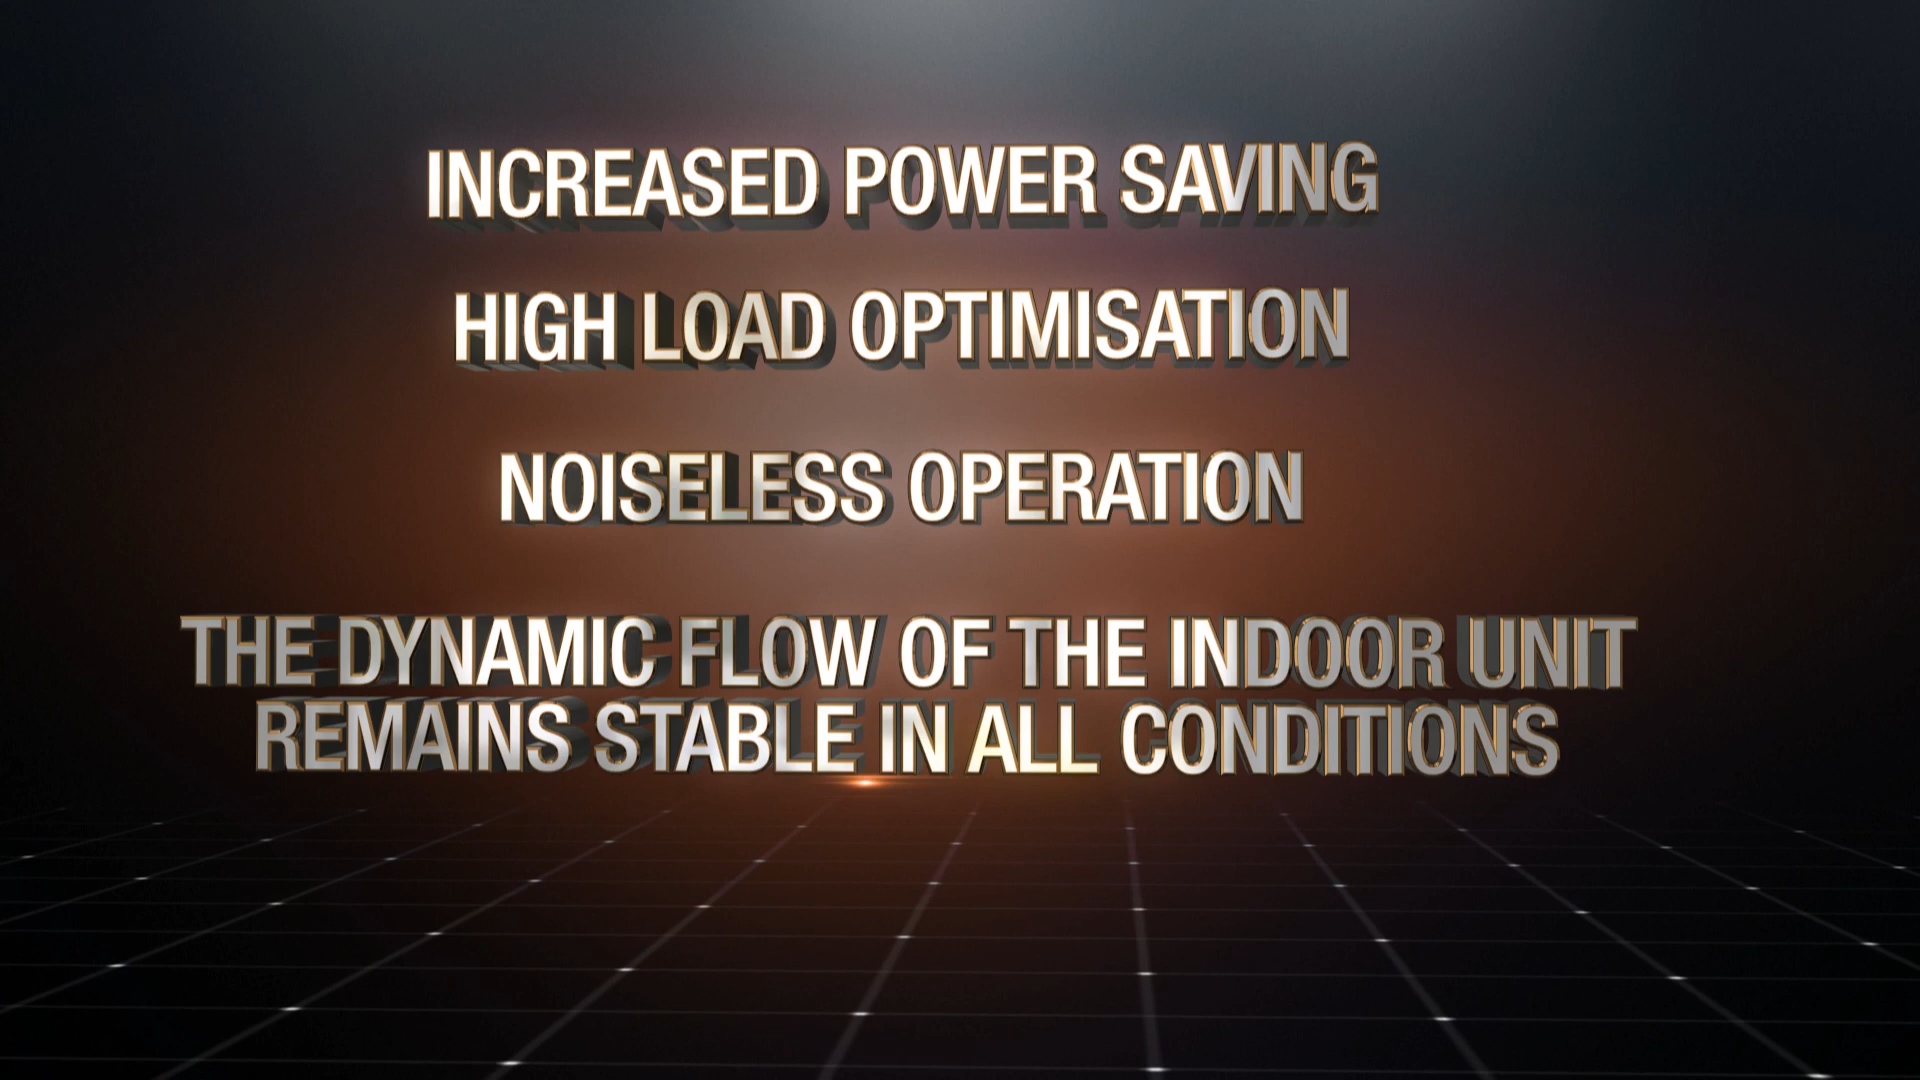 INCREASED POWER SAVING
HIGH LOAD OPTIMISATION
NOISELESS OPERATION
THE DYNAMIC FLOW OF THE INDOOR UNIT
REMAINS STABLE IN ALL CONDITIONS